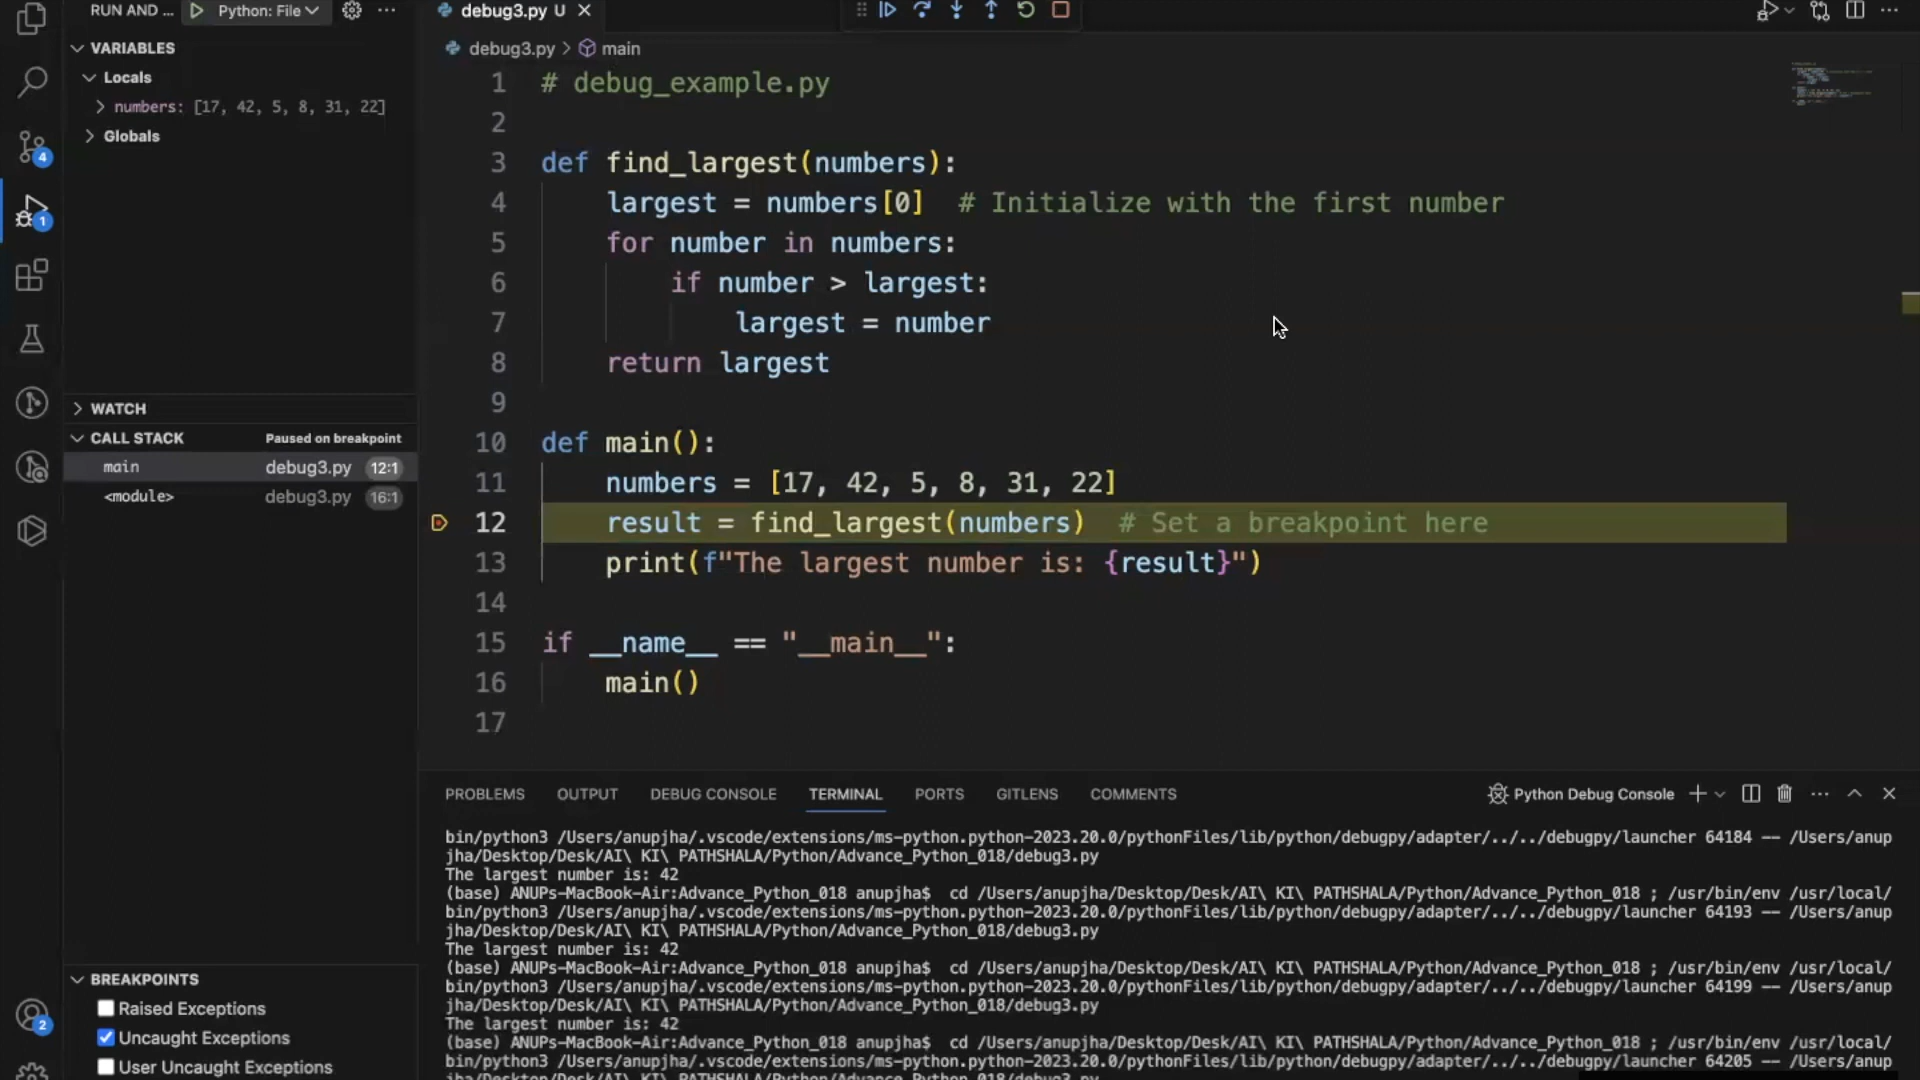 RUN AND ... Python: File
VARIABLES
Locals
numbers: [17, 42, 5, 8, 31, 22]
Globals
WATCH
CALL STACK Paused on breakpoint
main debug3.py 12:1
<module> debug3.py 16:1
BREAKPOINTS
Raised Exceptions
Uncaught Exceptions
User Uncaught Exceptions
4
1
2
debug3.py U
debug3.py > main
1 # debug_example.py
2
3 def find_largest(numbers):
4 largest = numbers[0] # Initialize with the first number
5 for number in numbers:
6 if number > largest:
7 largest = number
8 return largest
9
10 def main():
11 numbers = [17, 42, 5, 8, 31, 22]
12 result = find_largest(numbers) # Set a breakpoint here
13 print(f"The largest number is: {result}")
14
15 if __name__ == "__main__":
16 main()
17
PROBLEMS OUTPUT DEBUG CONSOLE TERMINAL PORTS GITLENS COMMENTS Python Debug Console
bin/python3 /Users/anupjha/.vscode/extensions/ms-python.python-2023.20.0/pythonFiles/lib/python/debugpy/adapter/../../debugpy/launcher 64184 -- /Users/anup
jha/Desktop/Desk/AI\ KI\ PATHSHALA/Python/Advance_Python_018/debug3.py
The largest number is: 42
(base) ANUPs-MacBook-Air:Advance_Python_018 anupjha$ cd /Users/anupjha/Desktop/Desk/AI\ KI\ PATHSHALA/Python/Advance_Python_018 ; /usr/bin/env /usr/local/
bin/python3 /Users/anupjha/.vscode/extensions/ms-python.python-2023.20.0/pythonFiles/lib/python/debugpy/adapter/../../debugpy/launcher 64193 -- /Users/anup
jha/Desktop/Desk/AI\ KI\ PATHSHALA/Python/Advance_Python_018/debug3.py
The largest number is: 42
(base) ANUPs-MacBook-Air:Advance_Python_018 anupjha$ cd /Users/anupjha/Desktop/Desk/AI\ KI\ PATHSHALA/Python/Advance_Python_018 ; /usr/bin/env /usr/local/
bin/python3 /Users/anupjha/.vscode/extensions/ms-python.python-2023.20.0/pythonFiles/lib/python/debugpy/adapter/../../debugpy/launcher 64199 -- /Users/anup
jha/Desktop/Desk/AI\ KI\ PATHSHALA/Python/Advance_Python_018/debug3.py
The largest number is: 42
(base) ANUPs-MacBook-Air:Advance_Python_018 anupjha$ cd /Users/anupjha/Desktop/Desk/AI\ KI\ PATHSHALA/Python/Advance_Python_018 ; /usr/bin/env /usr/local/
bin/python3 /Users/anupjha/.vscode/extensions/ms-python.python-2023.20.0/pythonFiles/lib/python/debugpy/adapter/../../debugpy/launcher 64205 -- /Users/anup
jha/Desktop/Desk/AI\ KI\ PATHSHALA/Python/Advance_Python_018/debug3.py